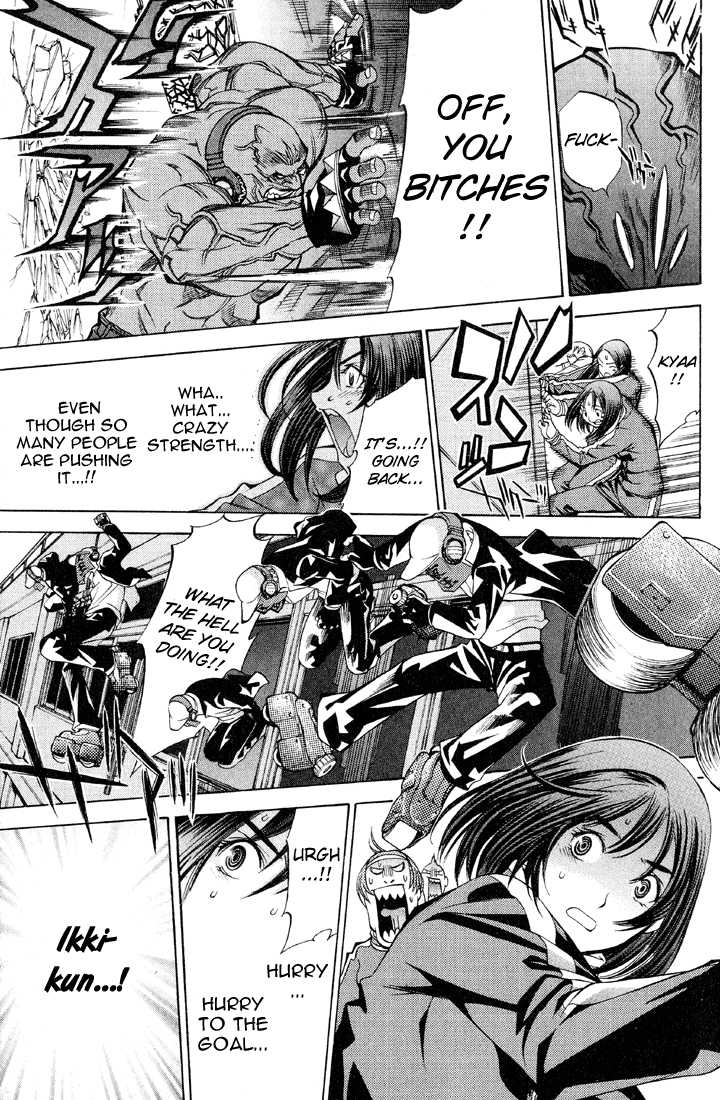 FUCK-
OFF,
YOU
BITCHES
!!
KYAA
!!
IT'S...!!
GOING
BACK...
WHA..
WHAT...
CRAZY
STRENGTH....
EVEN
THOUGH SO
MANY PEOPLE
ARE PUSHING
IT...!!
WHAT
THE HELL
ARE YOU
DOING!!
URGH
...!!
HURRY
...
HURRY
TO THE
GOAL...
Ikki-
kun...!